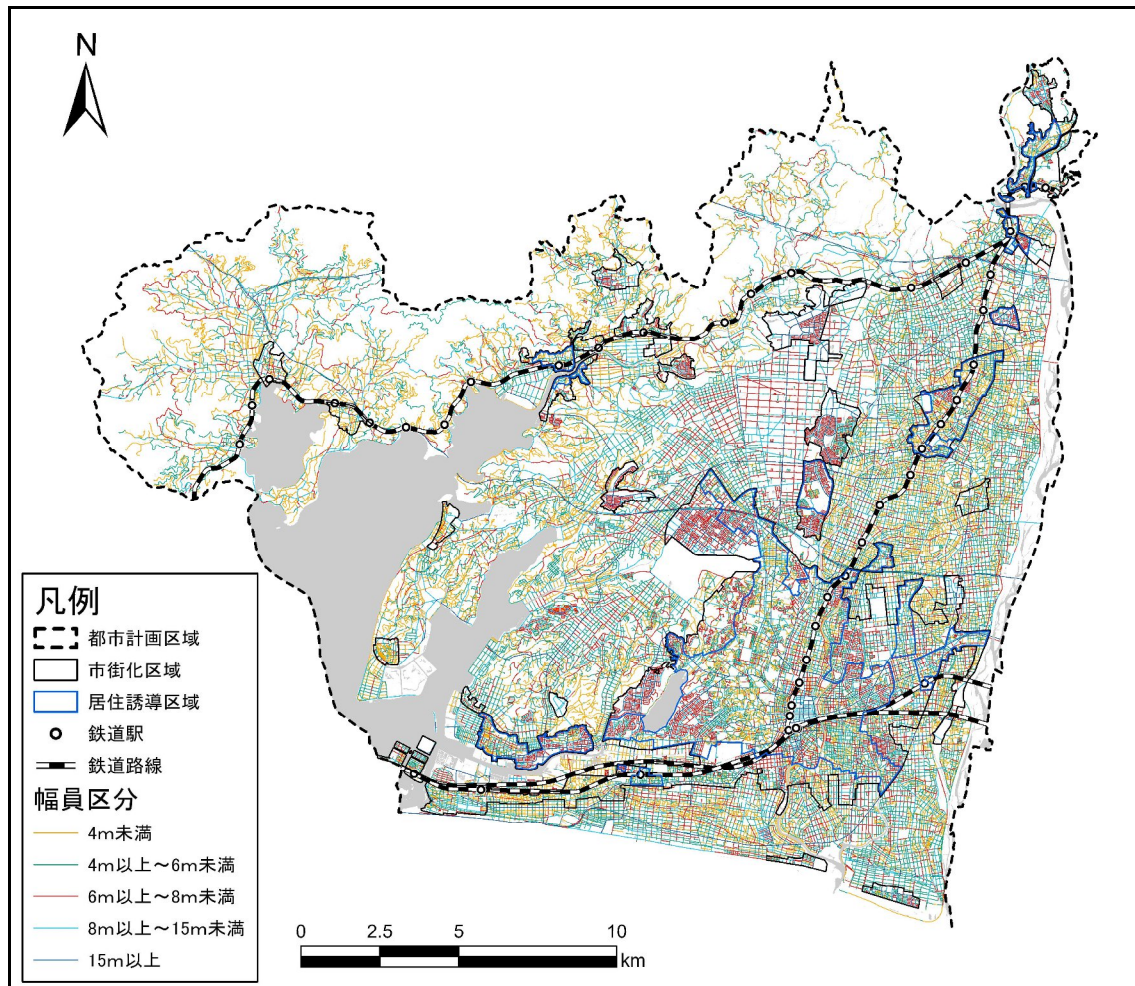 N
凡例
都市計画区域
市街化区域
居住誘導区域
鉄道駅
鉄道路線
幅員区分
4m未満
4m以上～6m未満
6m以上～8m未満
8m以上～15m未満
15m以上
0 2.5 5 10
km